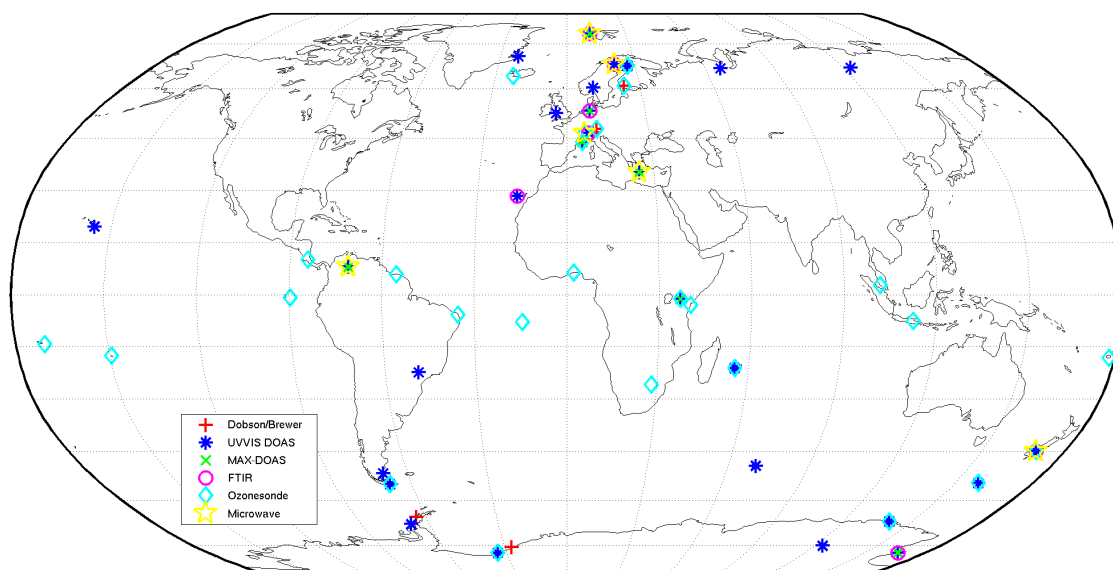 Dobson/Brewer
UVVIS DOAS
MAX-DOAS
FTIR
Ozonesonde
Microwave